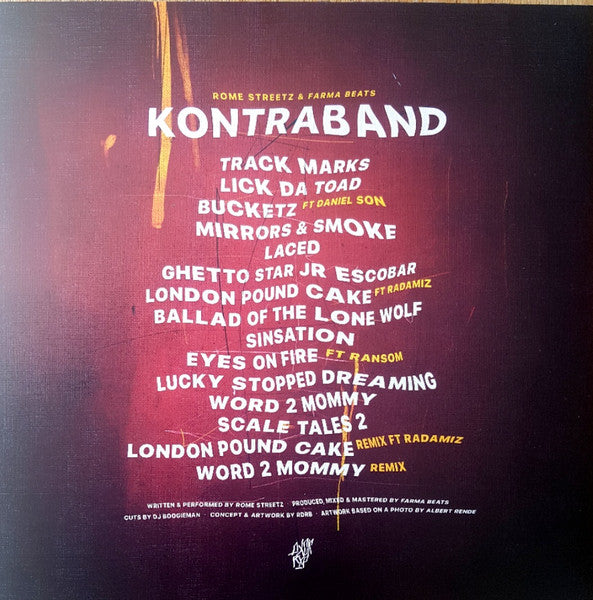 ROME STREETZ & FARMA BEATS
KONTRABAND
TRACK MARKS
LICK DA TOAD
BUCKETZ FT DANIEL SON
MIRRORS & SMOKE
LACED
GHETTO STAR JR ESCOBAR
LONDON POUND CAKE FT RADAMIZ
BALLAD OF THE LONE WOLF
SINSATION
EYES ON FIRE FT RANSOM
LUCKY STOPPED DREAMING
WORD 2 MOMMY
SCALE TALES 2
LONDON POUND CAKE REMIX FT RADAMIZ
WORD 2 MOMMY REMIX
WRITTEN & PERFORMED BY ROME STREETZ PRODUCED, MIXED & MASTERED BY FARMA BEATS
CUTS BY DJ BOOGIEMAN · CONCEPT & ARTWORK BY RDRB · ARTWORK BASED ON A PHOTO BY ALBERT RENDE